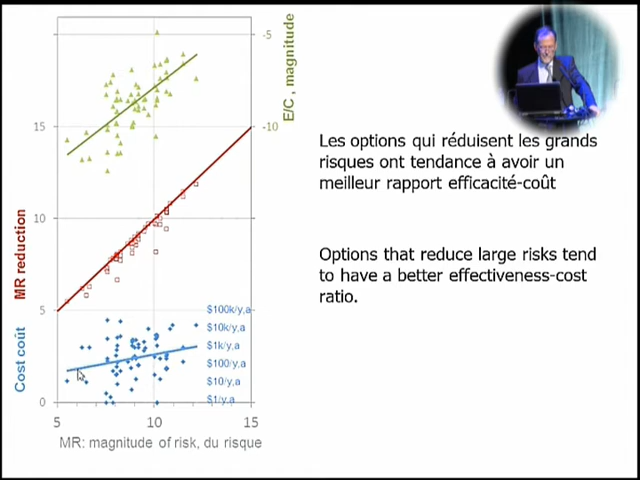 -5
E/C , magnitude
-10
15
10
5
0
MR reduction
Cost coût
$100k/y,a
$10k/y,a
$1k/y,a
$100/y,a
$10/y,a
$1/y,a
5
10
15
MR: magnitude of risk, du risque
Les options qui réduisent les grands
risques ont tendance à avoir un
meilleur rapport efficacité-coût
Options that reduce large risks tend
to have a better effectiveness-cost
ratio.